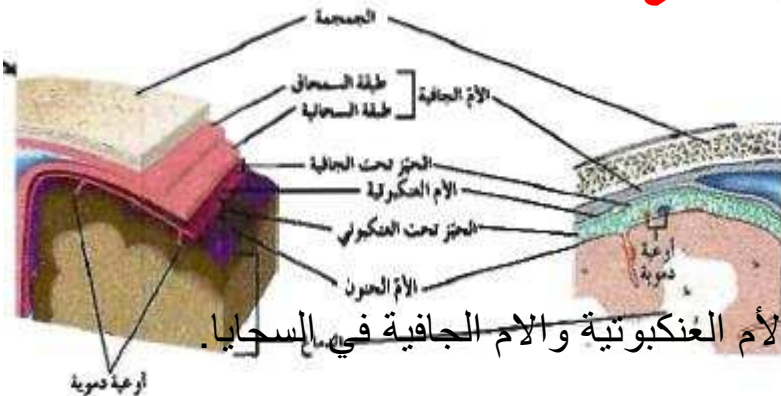 الجمجمة
طبقة السمحاق
طبقة السحائية
الأم الجافية
الحيز تحت الجافية
الأم العنكبوتية
الحيز تحت العنكبوتي
الأم الحنون
أوعية
دموية
لأم العنكبوتية والام الجافية في السحايا.
أوعية دموية